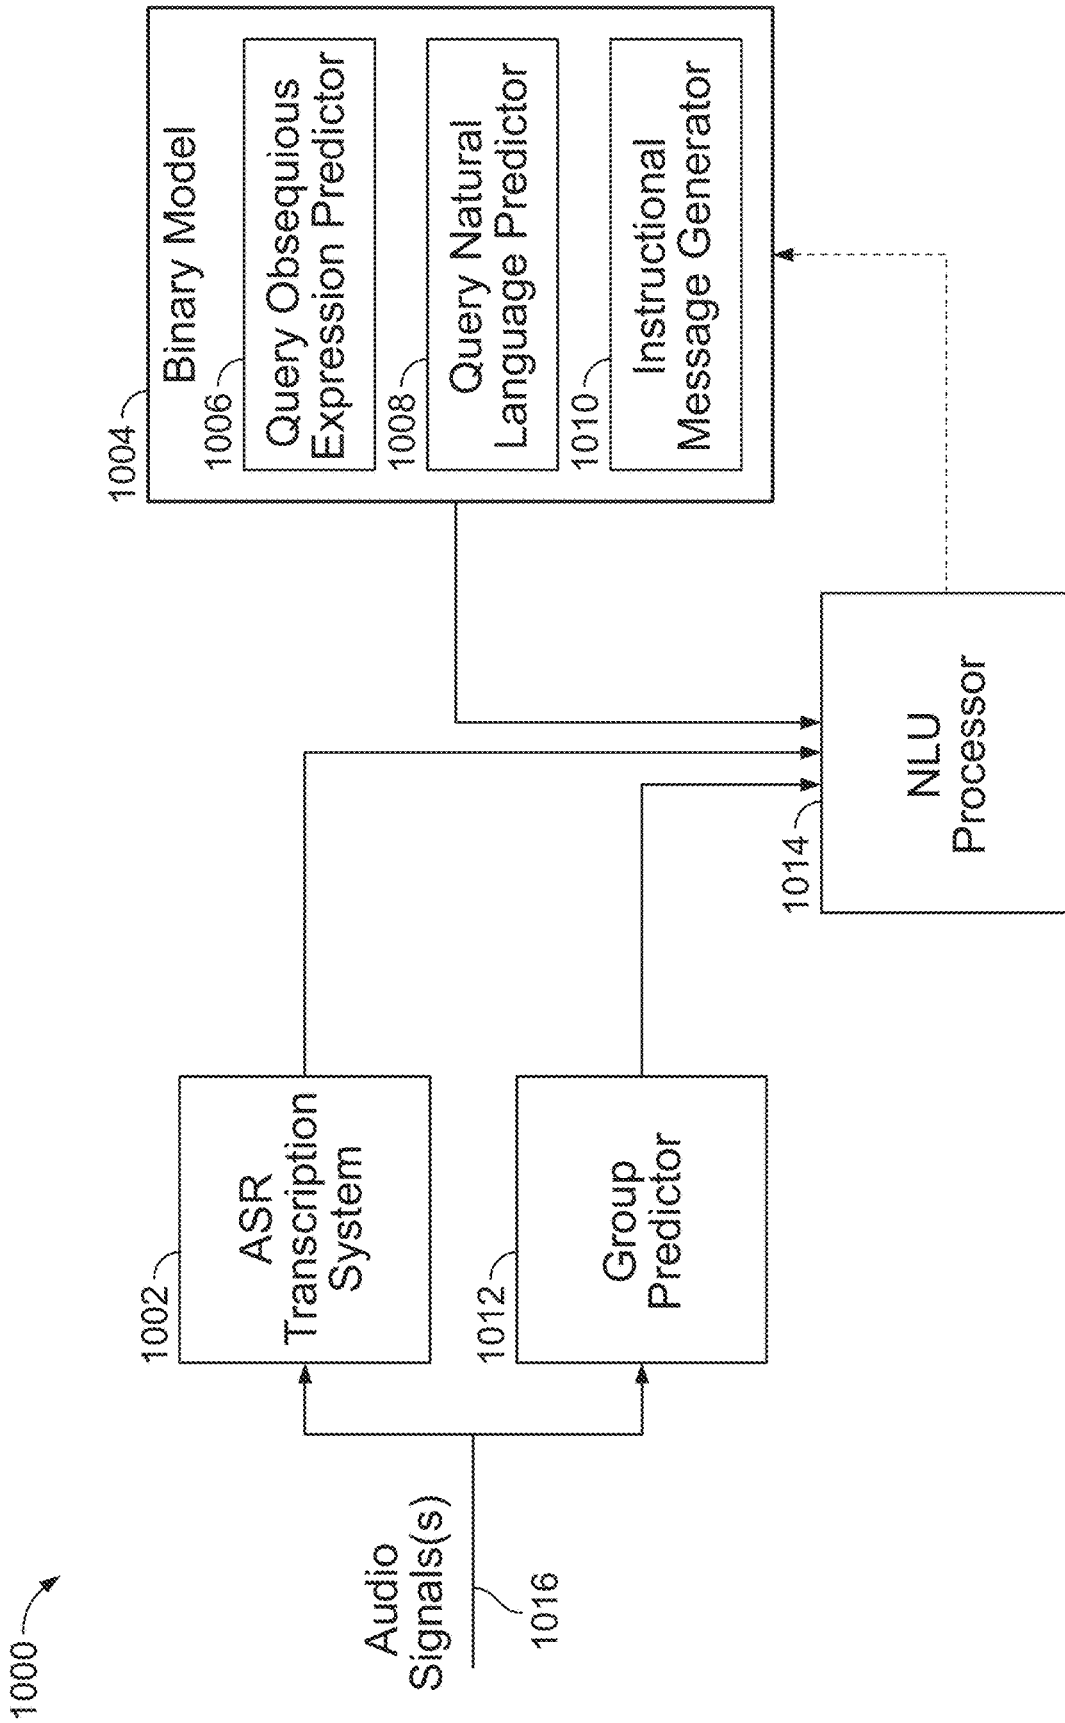 1000
Audio
Signals(s)
1016
1002
ASR
Transcription
System
1012
Group
Predictor
1004
Binary Model
1006
Query Obsequious
Expression Predictor
1008
Query Natural
Language Predictor
1010
Instructional
Message Generator
1014
NLU
Processor